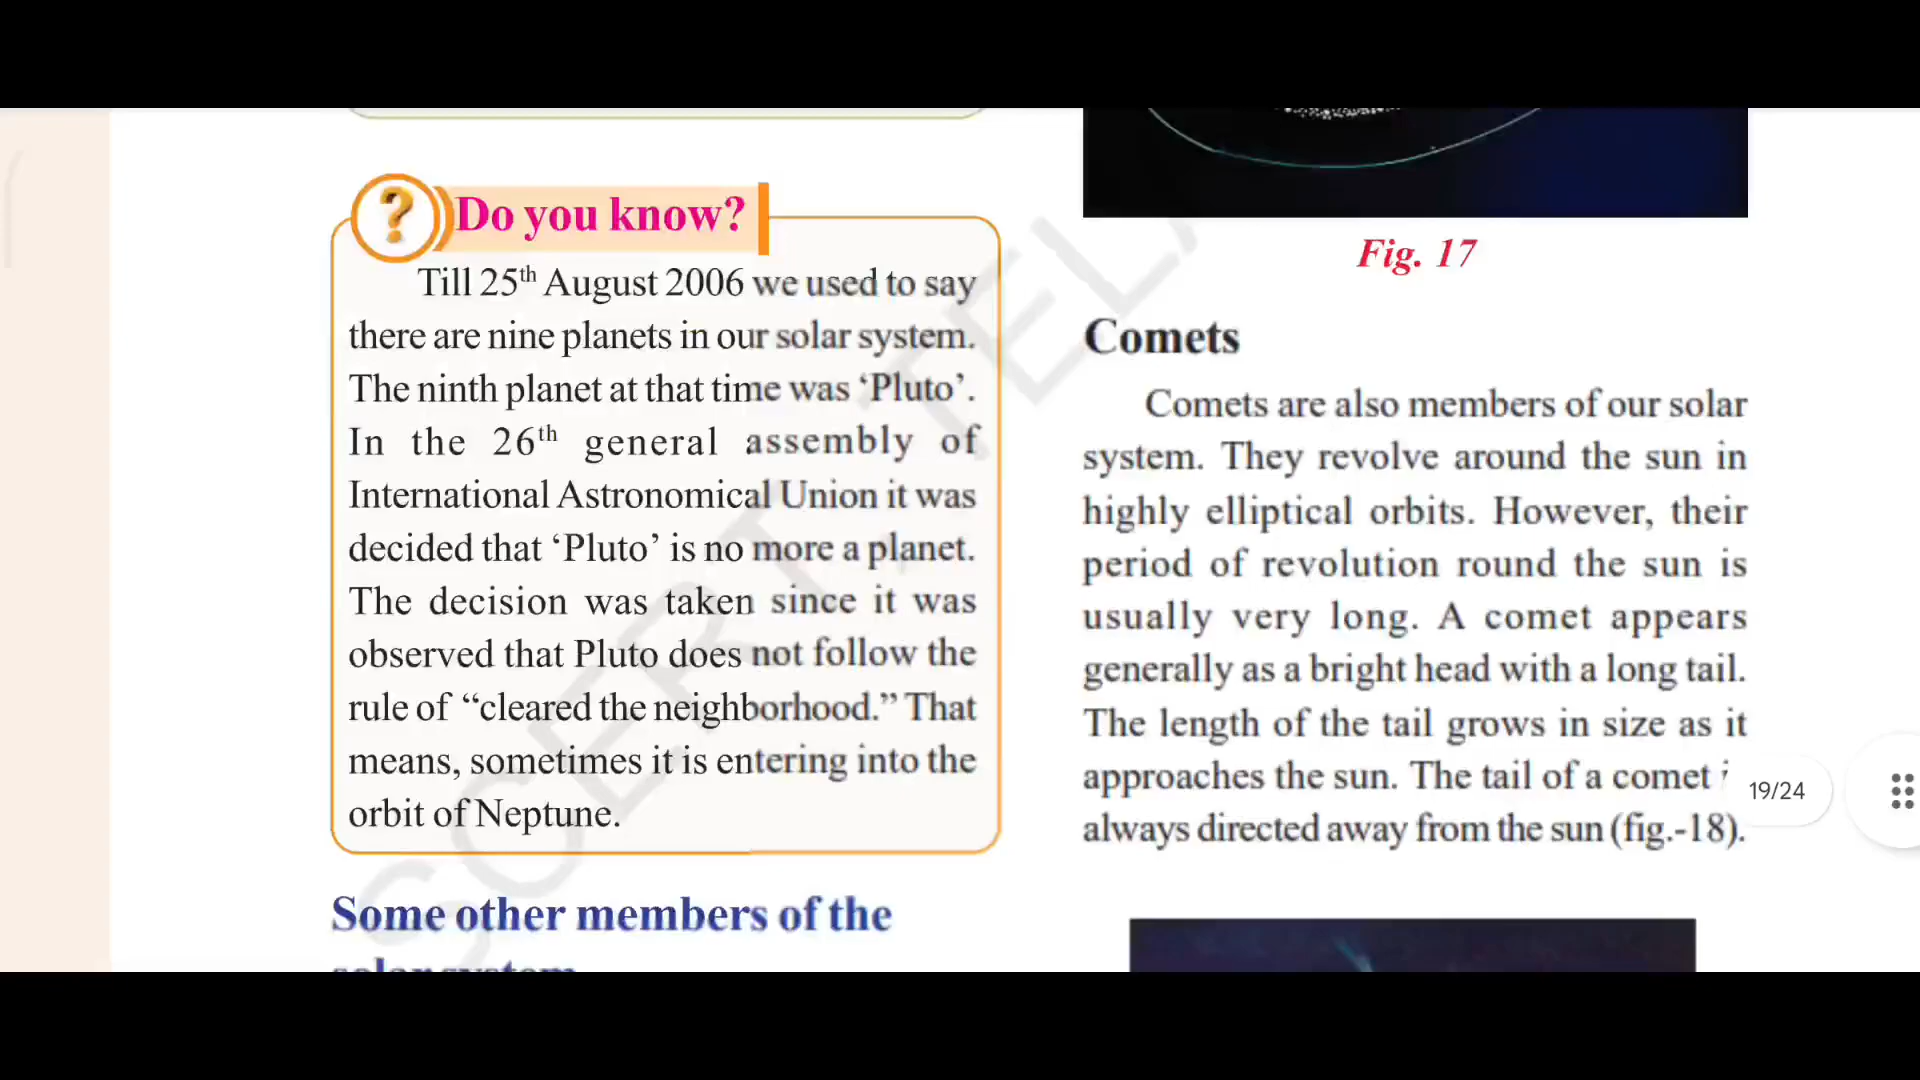 Do you know?
Till 25th August 2006 we used to say
there are nine planets in our solar system.
The ninth planet at that time was ‘Pluto’.
In the 26th general assembly of
International Astronomical Union it was
decided that ‘Pluto’ is no more a planet.
The decision was taken since it was
observed that Pluto does not follow the
rule of “cleared the neighborhood.” That
means, sometimes it is entering into the
orbit of Neptune.
Some other members of the
solar system
Fig. 17
Comets
Comets are also members of our solar
system. They revolve around the sun in
highly elliptical orbits. However, their
period of revolution round the sun is
usually very long. A comet appears
generally as a bright head with a long tail.
The length of the tail grows in size as it
approaches the sun. The tail of a comet
always directed away from the sun (fig.-18).
19/24
SCERT, TELA